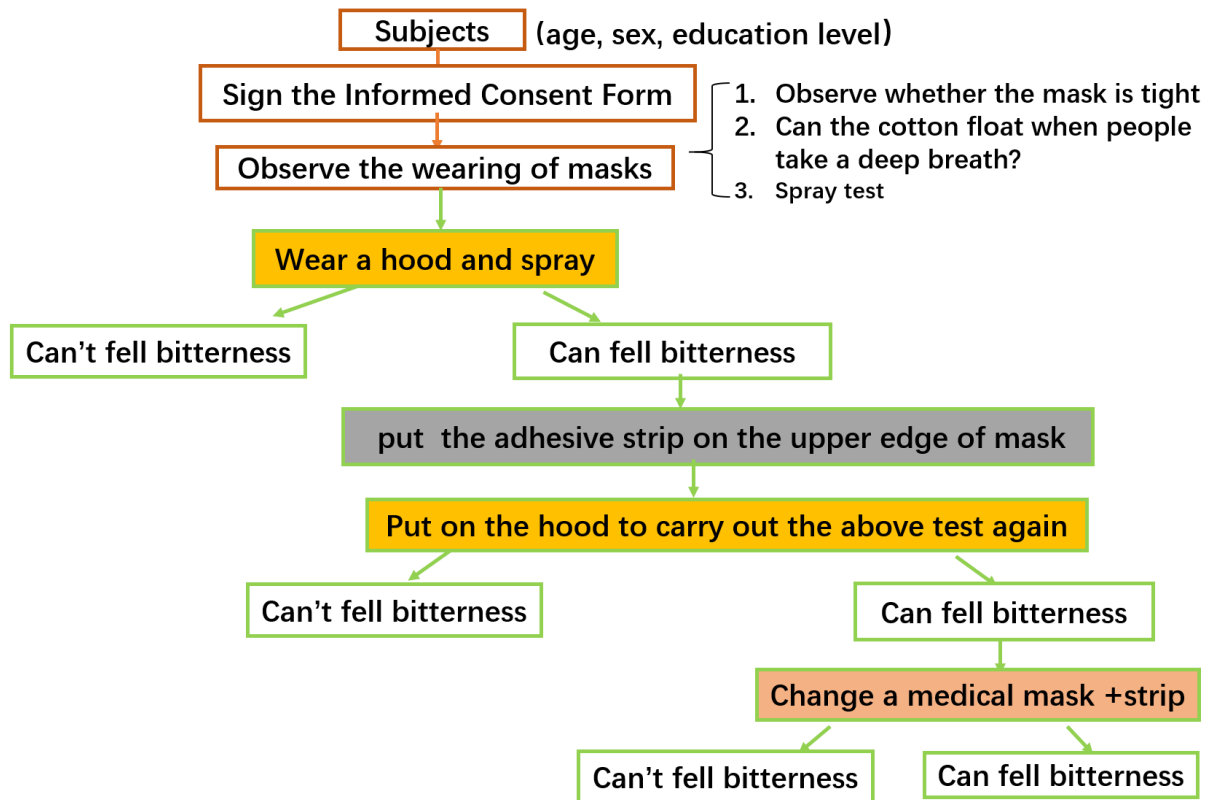 Subjects (age, sex, education level)
Sign the Informed Consent Form
1. Observe whether the mask is tight
2. Can the cotton float when people
take a deep breath?
3. Spray test
Observe the wearing of masks
Wear a hood and spray
Can't fell bitterness
Can fell bitterness
put the adhesive strip on the upper edge of mask
Put on the hood to carry out the above test again
Can't fell bitterness
Can fell bitterness
Change a medical mask +strip
Can't fell bitterness
Can fell bitterness